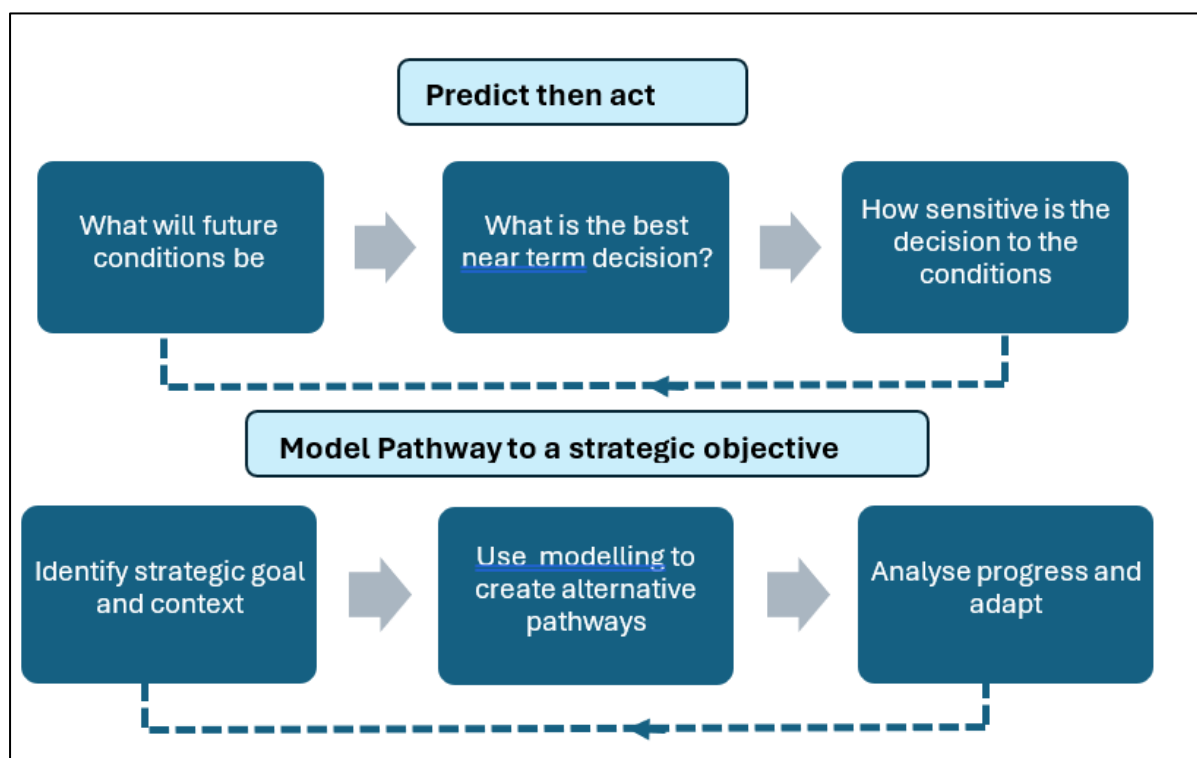 Predict then act
What will future
conditions be
What is the best
near term decision?
How sensitive is the
decision to the
conditions
Model Pathway to a strategic objective
Identify strategic goal
and context
Use  modelling to
create alternative
pathways
Analyse progress and
adapt